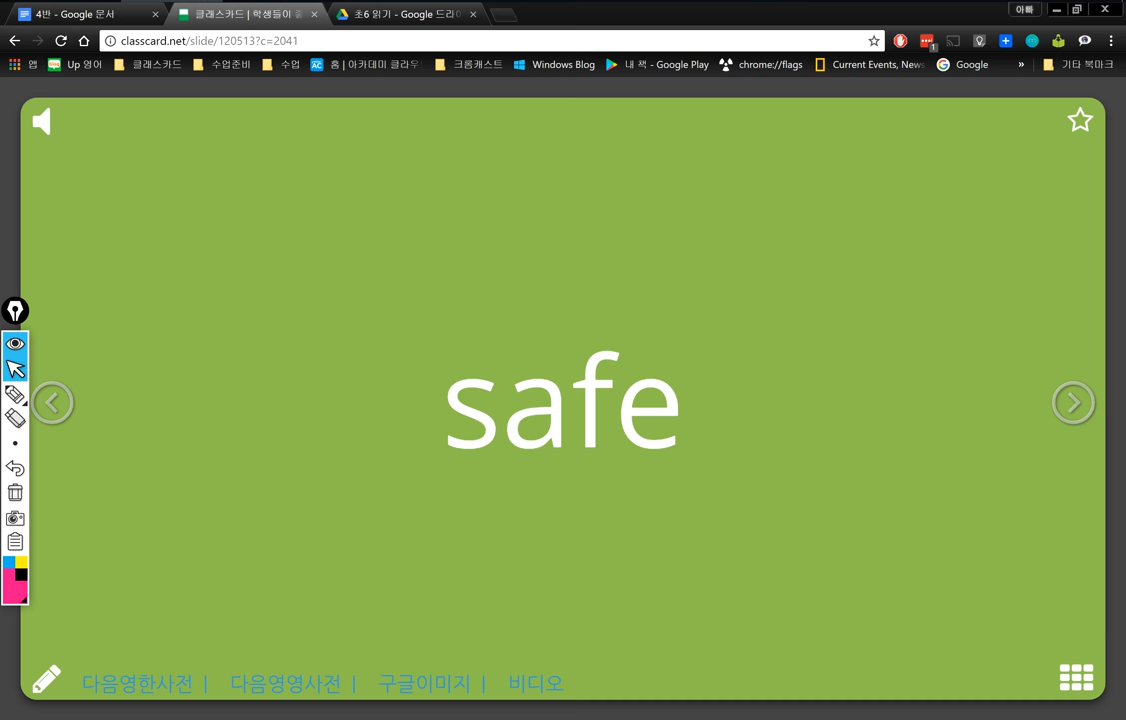 4반 - Google 문서
클래스카드 | 학생들이 좋
초6 읽기 - Google 드라이
아빠
classcard.net/slide/120513?c=2041
1
앱
Up 영어
클래스카드
수업준비
수업
홈 | 아카데미 클라우
크롬캐스트
Windows Blog
내 책 - Google Play
chrome://flags
Current Events, News
Google
»
기타 북마크
safe
다음영한사전 | 다음영영사전 | 구글이미지 | 비디오